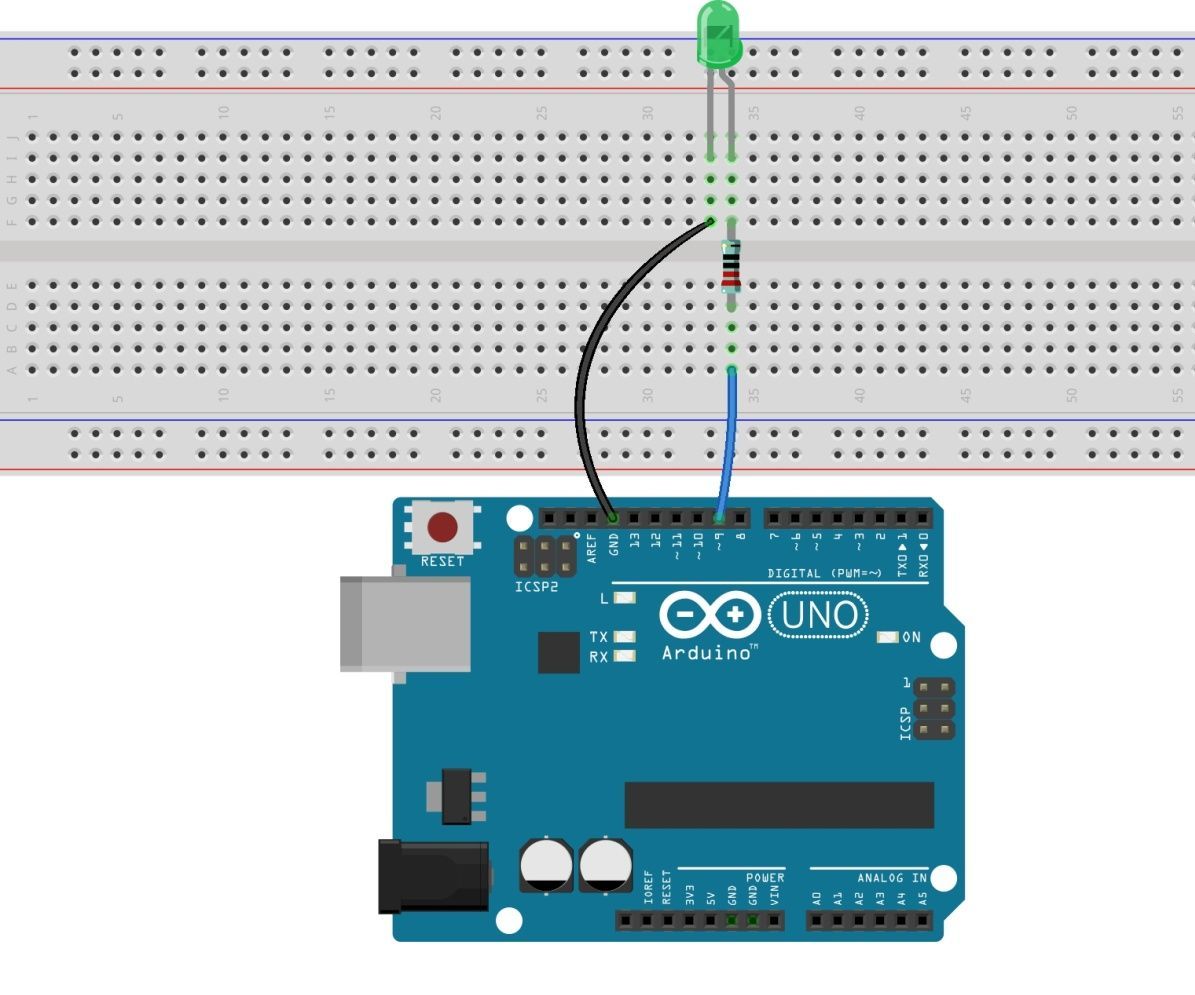 1 5 10 15 20 25 30 35 40 45 50 55
J
I
H
G
F
E
D
C
B
A
1 5 10 15 20 25 30 35 40 45 50 55
RESET
ICSP2
AREF
GND
13
12
~11
~10
~9
8
7
~6
~5
4
~3
2
TX0▶1
RX0◀0
DIGITAL (PWM=~)
L
TX
RX
UNO
Arduino™
ON
1
ICSP
IOREF
RESET
3V3
5V
GND
GND
VIN
POWER
A0
A1
A2
A3
A4
A5
ANALOG IN